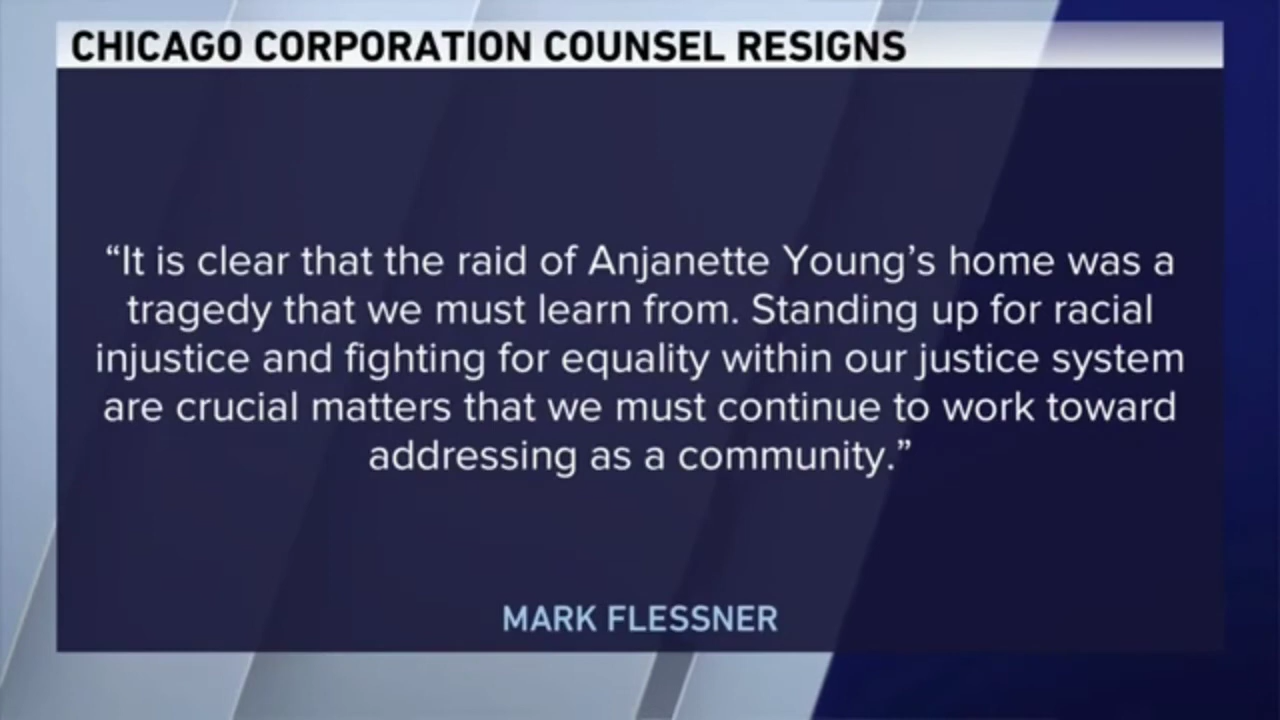 CHICAGO CORPORATION COUNSEL RESIGNS
“It is clear that the raid of Anjanette Young’s home was a
tragedy that we must learn from. Standing up for racial
injustice and fighting for equality within our justice system
are crucial matters that we must continue to work toward
addressing as a community.”
MARK FLESSNER